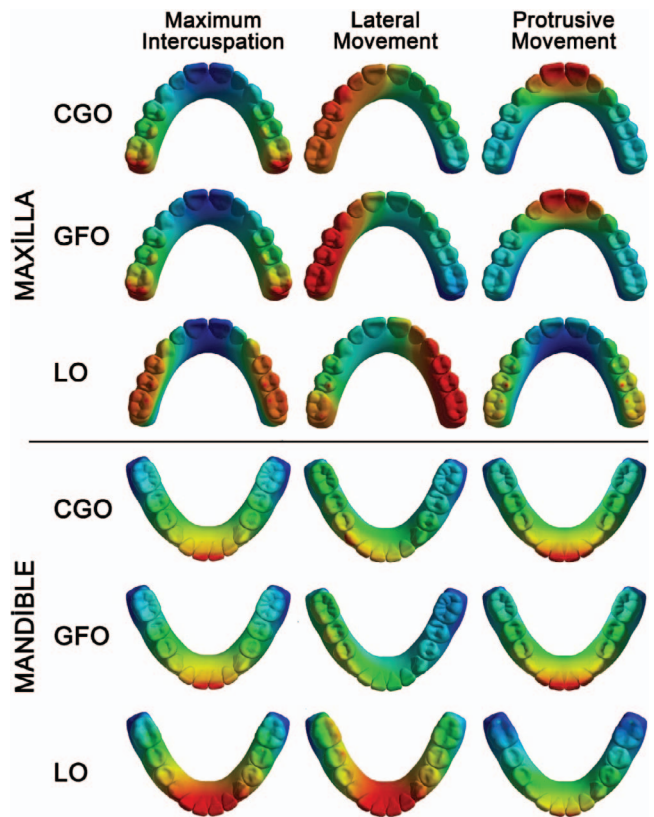 Maximum Intercuspation
Lateral Movement
Protrusive Movement
MAXİLLA
CGO
GFO
LO
MANDİBLE
CGO
GFO
LO